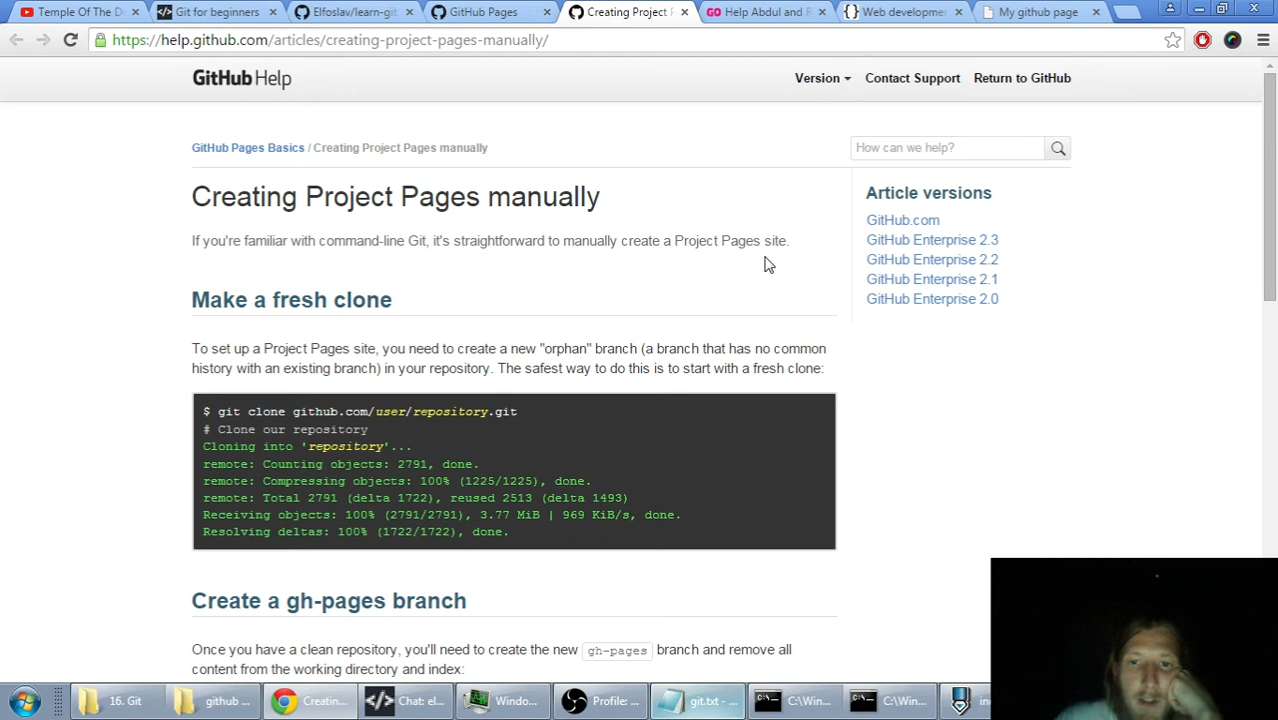 Temple Of The D
Git for beginners
Elfoslav/learn-git
GitHub Pages
Creating Project P
Help Abdul and R
Web developmen
My github page
https://help.github.com/articles/creating-project-pages-manually/
GitHub Help
Version
Contact Support
Return to GitHub
GitHub Pages Basics / Creating Project Pages manually
How can we help?
Creating Project Pages manually
If you're familiar with command-line Git, it's straightforward to manually create a Project Pages site.
Article versions
GitHub.com
GitHub Enterprise 2.3
GitHub Enterprise 2.2
GitHub Enterprise 2.1
GitHub Enterprise 2.0
Make a fresh clone
To set up a Project Pages site, you need to create a new "orphan" branch (a branch that has no common
history with an existing branch) in your repository. The safest way to do this is to start with a fresh clone:
$ git clone github.com/user/repository.git
# Clone our repository
Cloning into 'repository'...
remote: Counting objects: 2791, done.
remote: Compressing objects: 100% (1225/1225), done.
remote: Total 2791 (delta 1722), reused 2513 (delta 1493)
Receiving objects: 100% (2791/2791), 3.77 MiB | 969 KiB/s, done.
Resolving deltas: 100% (1722/1722), done.
Create a gh-pages branch
Once you have a clean repository, you'll need to create the new gh-pages branch and remove all
content from the working directory and index:
16. Git
github ...
Creatin...
Chat: el...
Windo...
Profile: ...
git.txt - ...
C:\Win...
C:\Win...